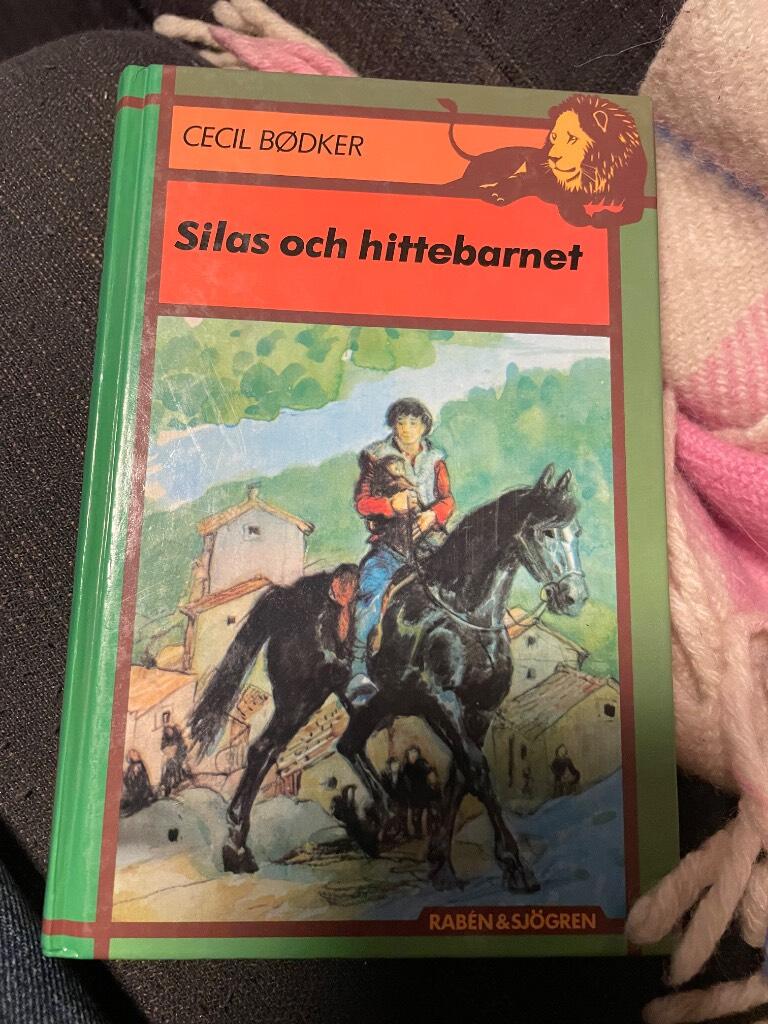 CECIL BØDKER
Silas och hittebarnet
RABÉN & SJÖGREN